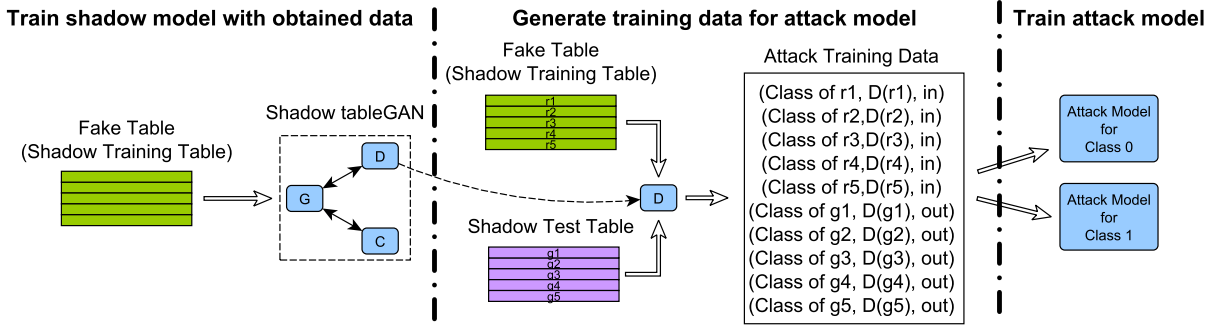 Train shadow model with obtained data
Fake Table
(Shadow Training Table)
Shadow tableGAN
G
D
C
Generate training data for attack model
Fake Table
(Shadow Training Table)
r1
r2
r3
r4
r5
D
Shadow Test Table
g1
g2
g3
g4
g5
Attack Training Data
(Class of r1, D(r1), in)
(Class of r2,D(r2), in)
(Class of r3,D(r3), in)
(Class of r4,D(r4), in)
(Class of r5,D(r5), in)
(Class of g1, D(g1), out)
(Class of g2, D(g2), out)
(Class of g3, D(g3), out)
(Class of g4, D(g4), out)
(Class of g5, D(g5), out)
Train attack model
Attack Model
for
Class 0
Attack Model
for
Class 1